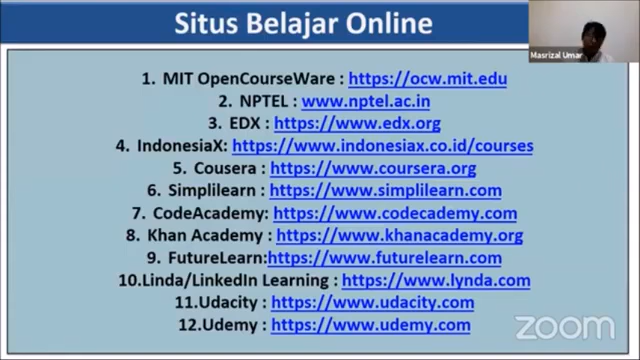 Situs Belajar Online
Masrizal Umar
1. MIT OpenCourseWare : https://ocw.mit.edu
2. NPTEL : www.nptel.ac.in
3. EDX : https://www.edx.org
4. IndonesiaX: https://www.indonesiax.co.id/courses
5. Cousera : https://www.coursera.org
6. Simplilearn : https://www.simplilearn.com
7. CodeAcademy: https://www.codecademy.com
8. Khan Academy : https://www.khanacademy.org
9. FutureLearn:https://www.futurelearn.com
10.Linda/LinkedIn Learning : https://www.lynda.com
11.Udacity : https://www.udacity.com
12.Udemy : https://www.udemy.com
zoom